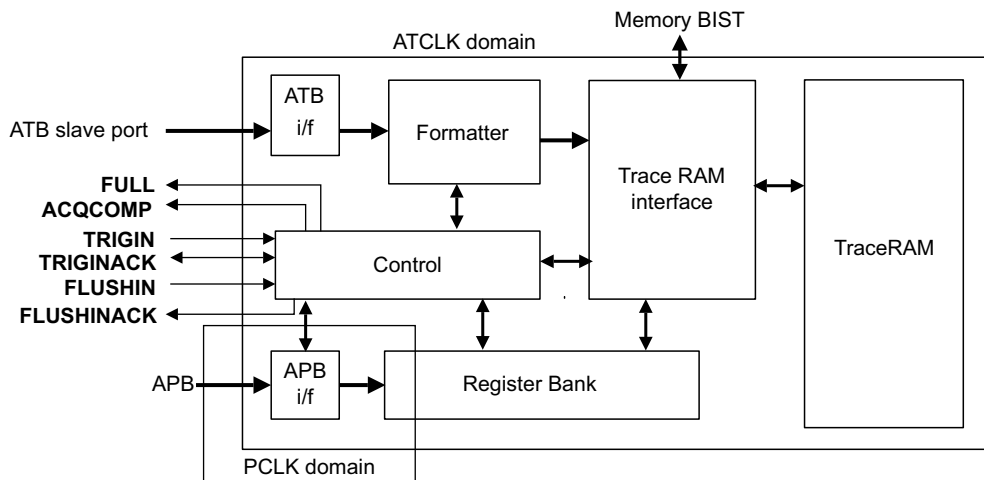 Memory BIST
ATCLK domain
ATB
i/f
ATB slave port
Formatter
Trace RAM
interface
TraceRAM
FULL
ACQCOMP
TRIGIN
TRIGINACK
FLUSHIN
FLUSHINACK
Control
APB
APB
i/f
Register Bank
PCLK domain